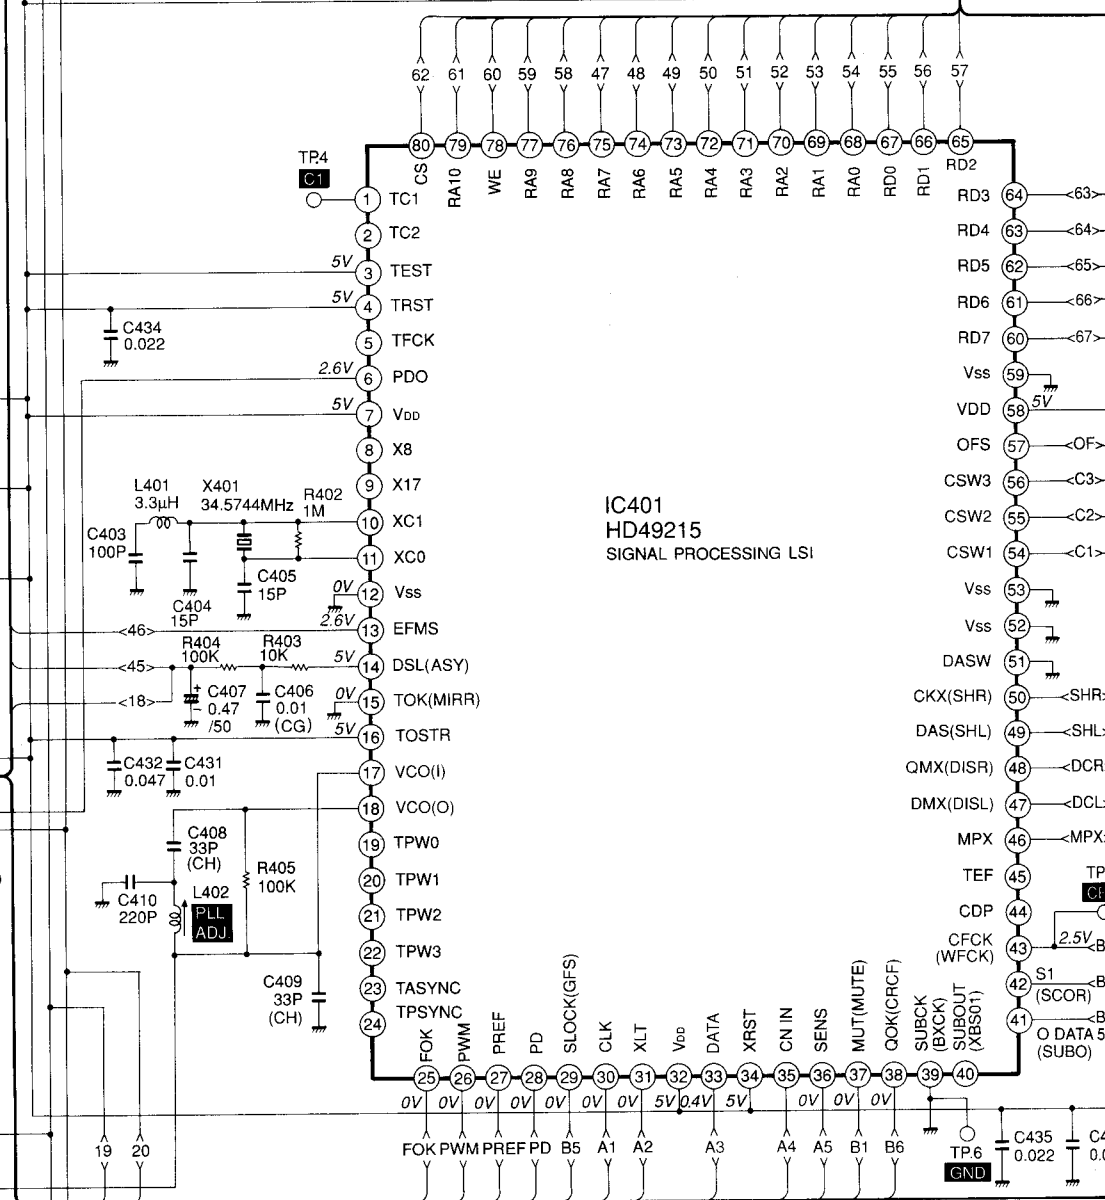 62 61 60 59 58 47 48 49 50 51 52 53 54 55 56 57
80 79 78 77 76 75 74 73 72 71 70 69 68 67 66 65
CS RA10 WE RA9 RA8 RA7 RA6 RA5 RA4 RA3 RA2 RA1 RA0 RD0 RD1 RD2
TP.4
C1
1 TC1
2 TC2
5V 3 TEST
5V 4 TRST
C434
0.022
5 TFCK
2.6V 6 PDO
5V 7 VDD
8 X8
9 X17
L401
3.3µH
X401
34.5744MHz
R402
1M
10 XC1
C403
100P
11 XC0
C405
15P
C404
15P
0V 12 Vss
<46> 2.6V 13 EFMS
R404
100K
R403
10K
<45> 5V 14 DSL(ASY)
<18>
+
–
C407
0.47
/50
C406
0.01
(CG)
0V 15 TOK(MIRR)
5V 16 TOSTR
C432
0.047
C431
0.01
17 VCO(I)
18 VCO(O)
C408
33P
(CH)
19 TPW0
R405
100K
20 TPW1
C410
220P
L402
PLL
ADJ.
21 TPW2
22 TPW3
C409
33P
(CH)
23 TASYNC
24 TPSYNC
IC401
HD49215
SIGNAL PROCESSING LSI
RD3 64 <63>
RD4 63 <64>
RD5 62 <65>
RD6 61 <66>
RD7 60 <67>
Vss 59
VDD 58 5V
OFS 57 <OF>
CSW3 56 <C3>
CSW2 55 <C2>
CSW1 54 <C1>
Vss 53
Vss 52
DASW 51
CKX(SHR) 50 <SHR
DAS(SHL) 49 <SHL
QMX(DISR) 48 <DCR
DMX(DISL) 47 <DCL
MPX 46 <MPX
TEF 45
TP
CDP 44
CFCK
(WFCK)
43 2.5V <B
42 S1
(SCOR) <B
41 <B
O DATA 5
(SUBO)
FOK PWM PREF PD SLOCK(GFS) CLK XLT VDD DATA XRST CN IN SENS MUT(MUTE) QOK(CRCF) SUBCK (BXCK) SUBOUT (XBS01)
25 26 27 28 29 30 31 32 33 34 35 36 37 38 39 40
0V 0V 0V 0V 0V 0V 0V 5V 0.4V 5V 0V 0V 0V
FOK PWM PREF PD B5 A1 A2 A3 A4 A5 B1 B6
19 20
TP.6
GND
C435
0.022